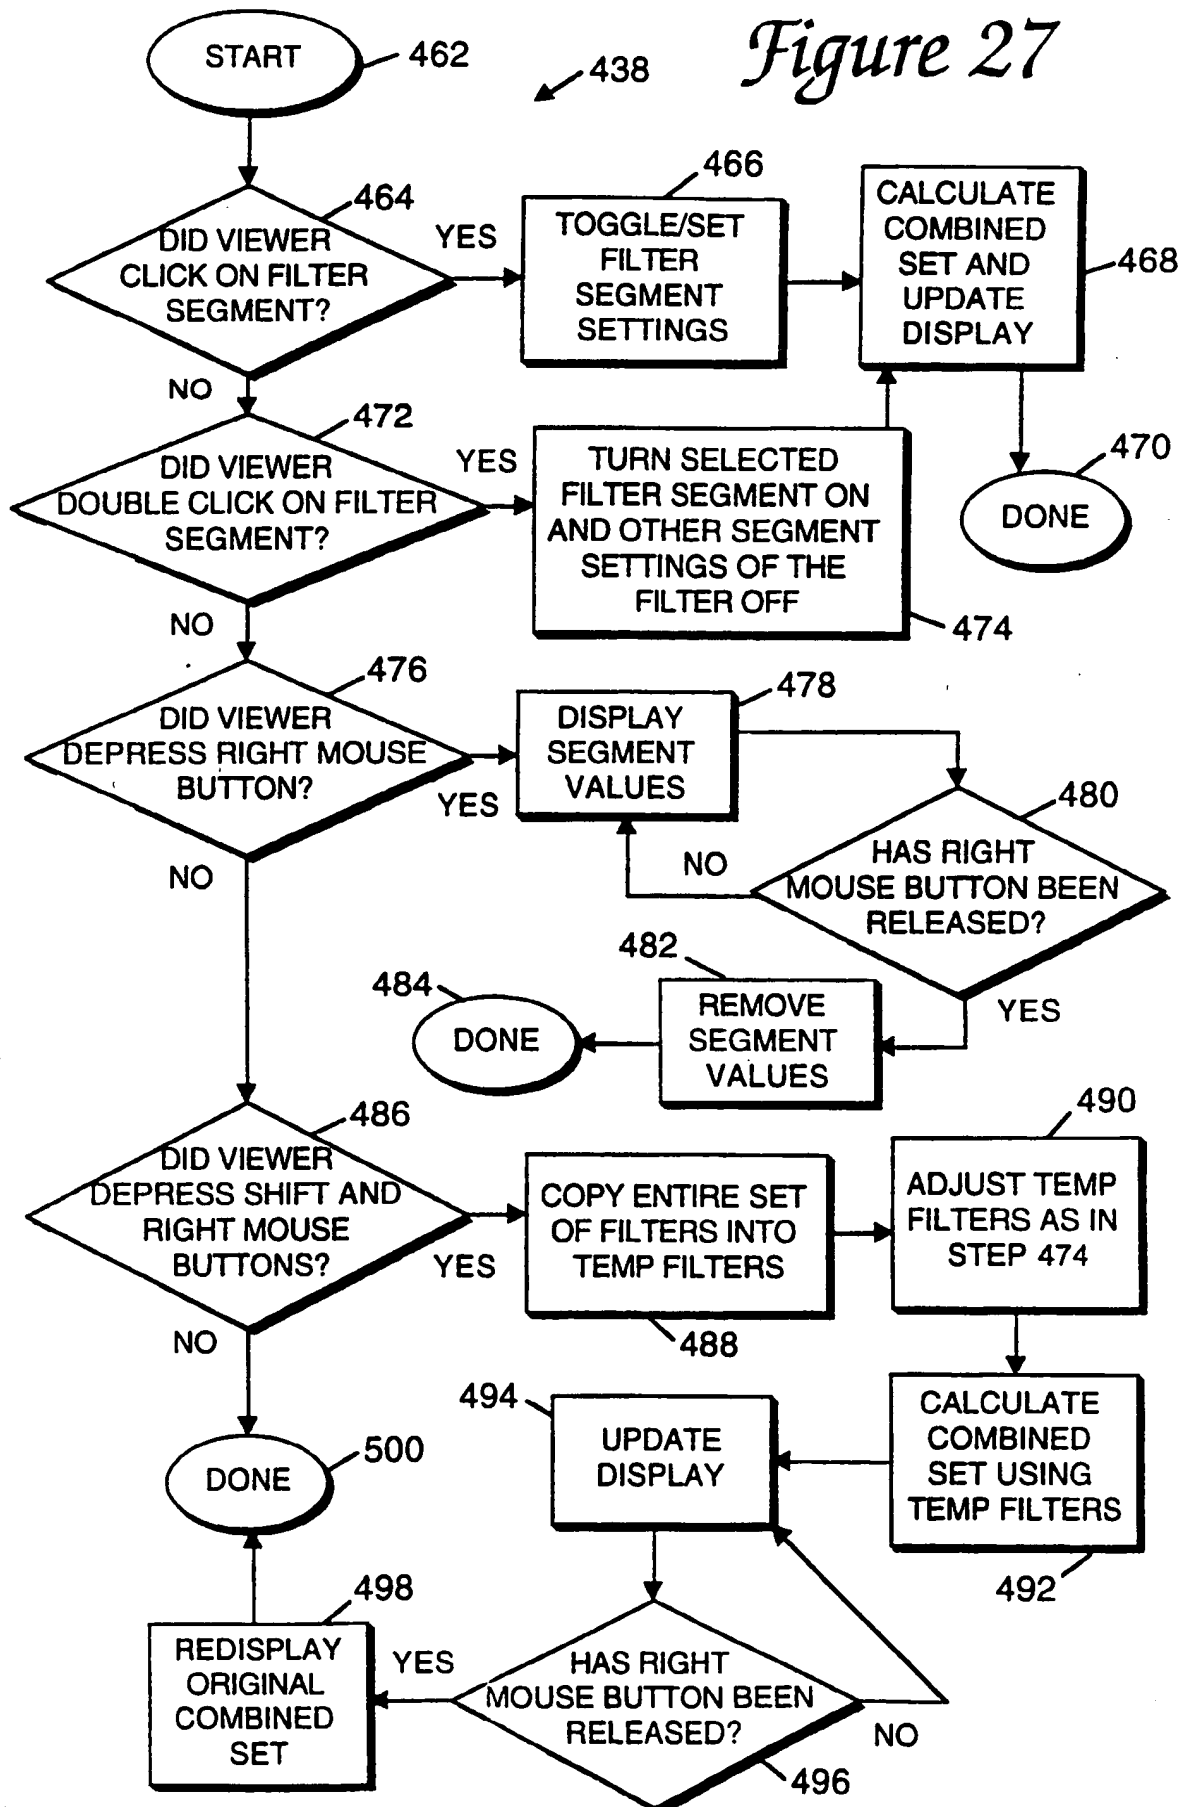 Figure 27
START
462
438
464
DID VIEWER
CLICK ON FILTER
SEGMENT?
YES
NO
466
TOGGLE/SET
FILTER
SEGMENT
SETTINGS
CALCULATE
COMBINED
SET AND
UPDATE
DISPLAY
468
470
DONE
472
DID VIEWER
DOUBLE CLICK ON FILTER
SEGMENT?
YES
NO
TURN SELECTED
FILTER SEGMENT ON
AND OTHER SEGMENT
SETTINGS OF THE
FILTER OFF
474
476
DID VIEWER
DEPRESS RIGHT MOUSE
BUTTON?
YES
NO
478
DISPLAY
SEGMENT
VALUES
480
HAS RIGHT
MOUSE BUTTON BEEN
RELEASED?
NO
YES
482
REMOVE
SEGMENT
VALUES
484
DONE
486
DID VIEWER
DEPRESS SHIFT AND
RIGHT MOUSE
BUTTONS?
YES
NO
COPY ENTIRE SET
OF FILTERS INTO
TEMP FILTERS
488
490
ADJUST TEMP
FILTERS AS IN
STEP 474
CALCULATE
COMBINED
SET USING
TEMP FILTERS
492
494
UPDATE
DISPLAY
HAS RIGHT
MOUSE BUTTON BEEN
RELEASED?
496
NO
YES
498
REDISPLAY
ORIGINAL
COMBINED
SET
500
DONE